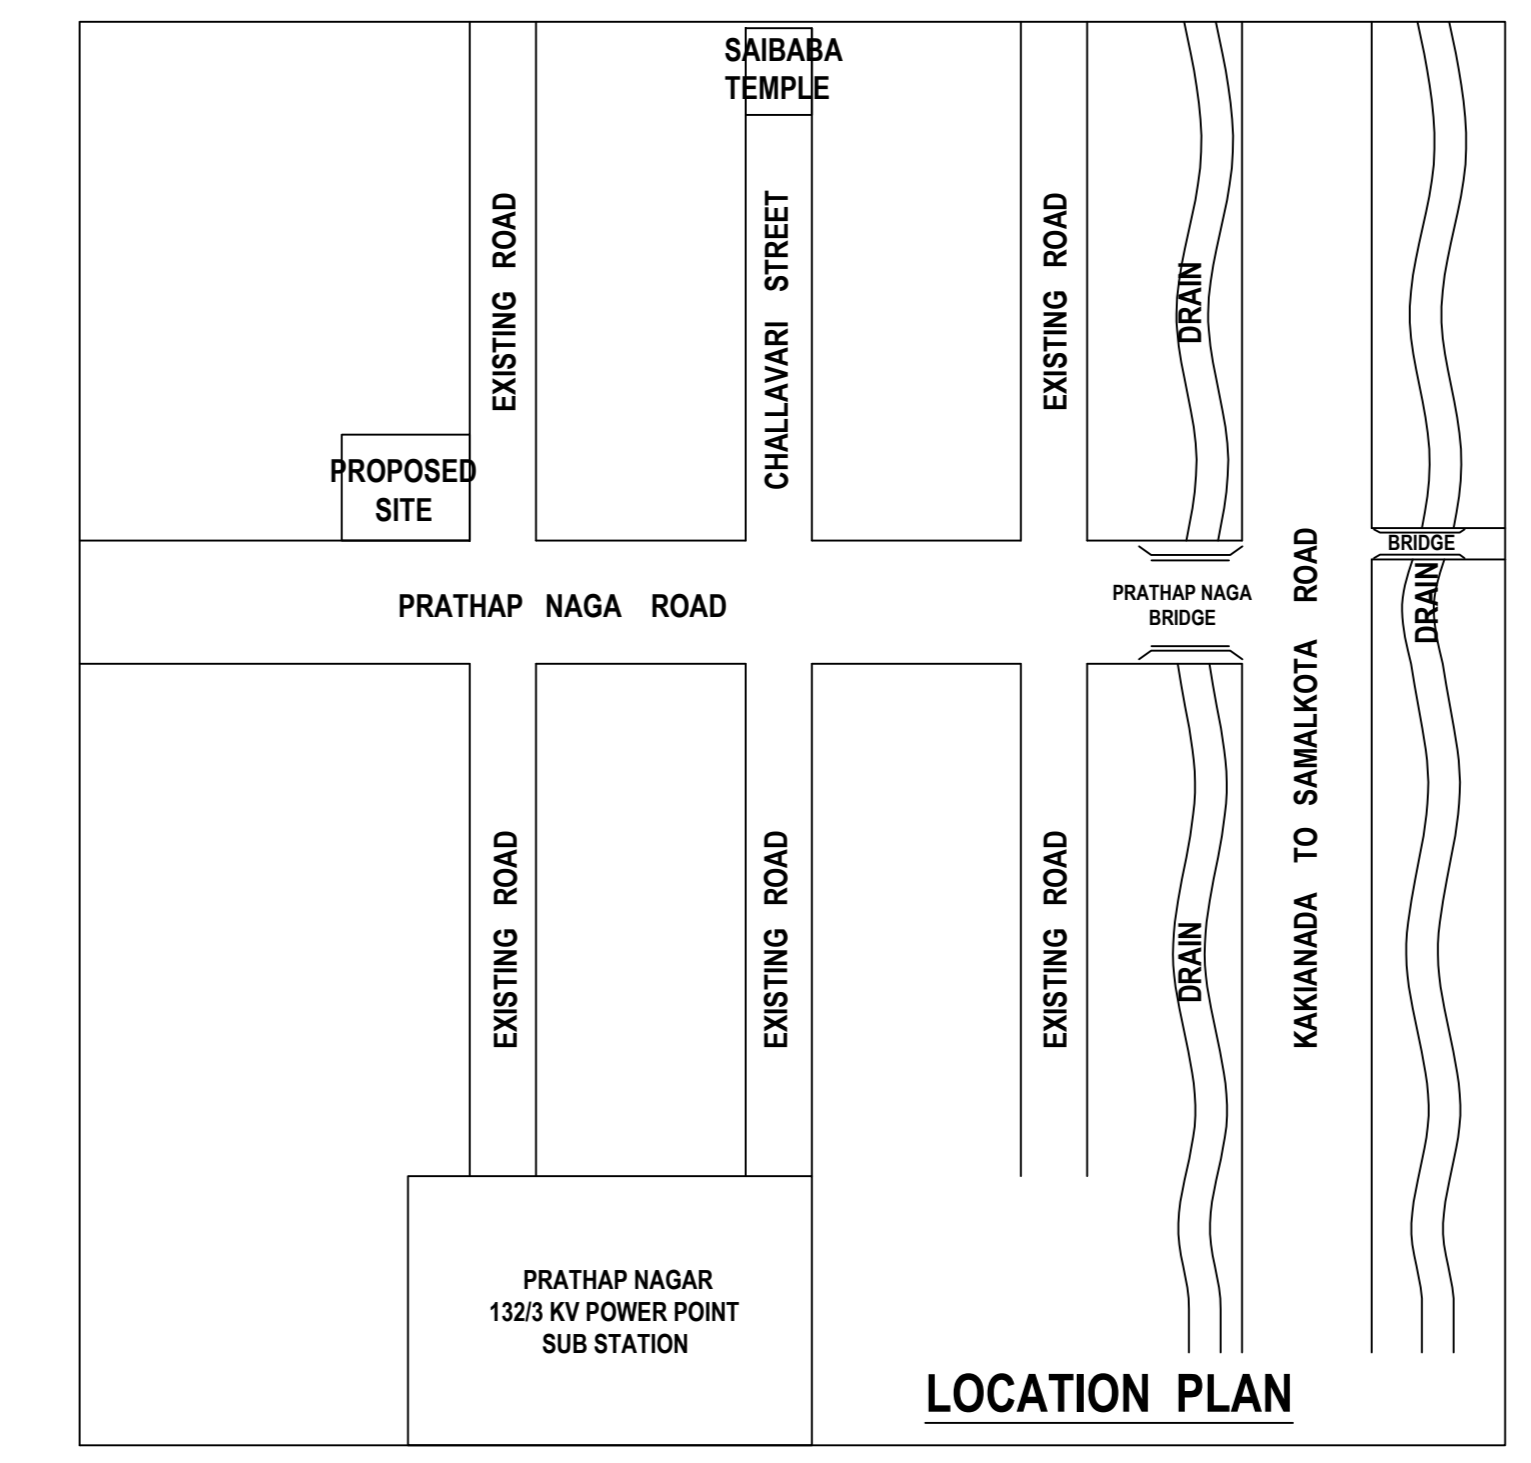 SAIBABA
TEMPLE
EXISTING ROAD
CHALLAVARI STREET
EXISTING ROAD
DRAIN
PROPOSED
SITE
BRIDGE
PRATHAP NAGA ROAD
PRATHAP NAGA
BRIDGE
KAKIANADA TO SAMALKOTA ROAD
DRAIN
EXISTING ROAD
EXISTING ROAD
EXISTING ROAD
DRAIN
PRATHAP NAGAR
132/3 KV POWER POINT
SUB STATION
LOCATION PLAN